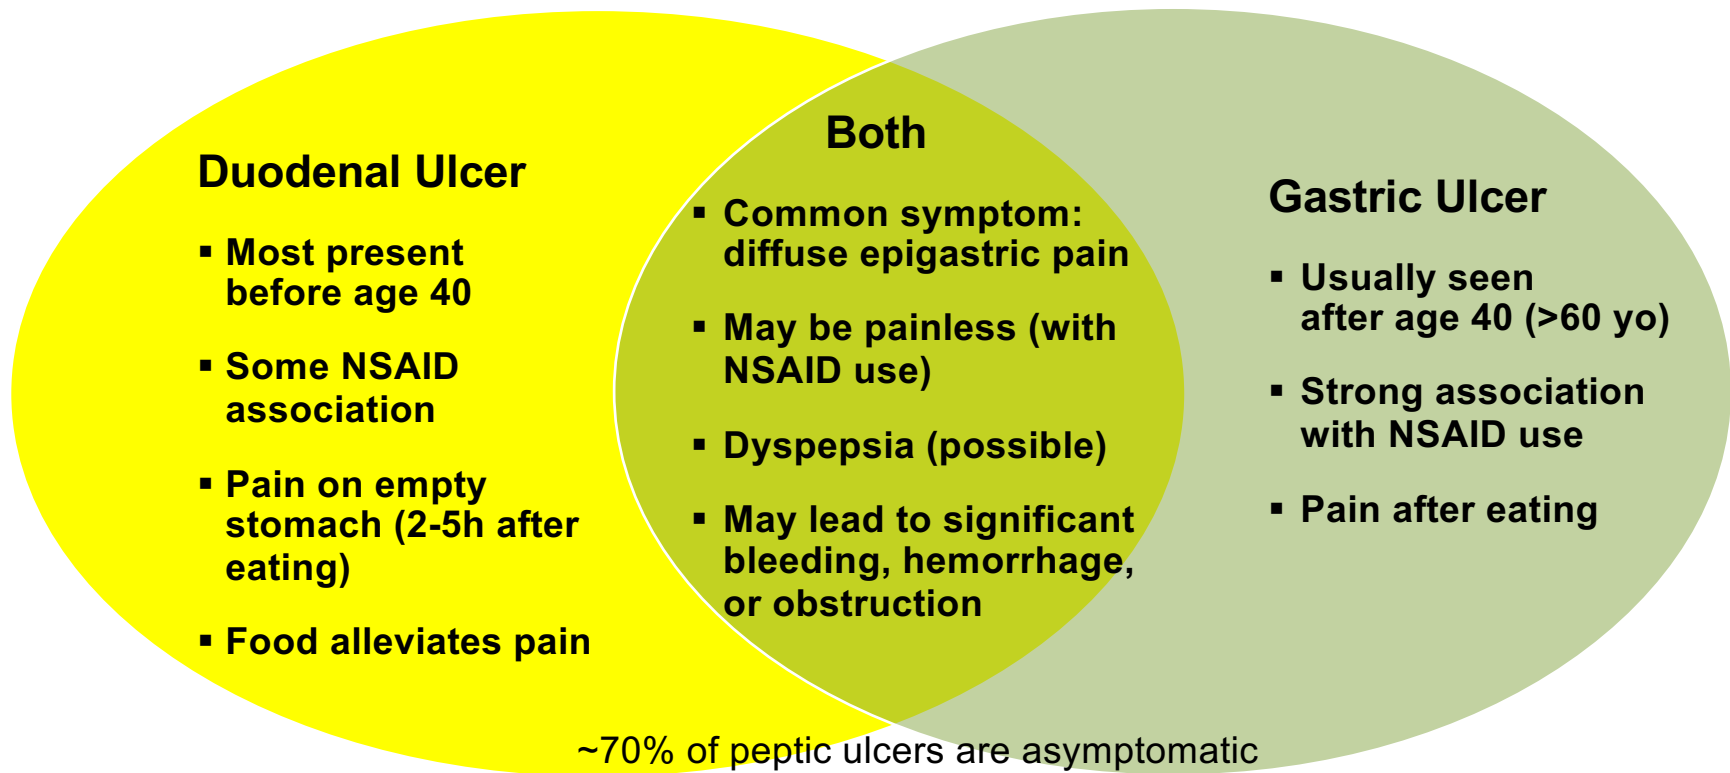 Duodenal Ulcer
▪ Most present
before age 40
▪ Some NSAID
association
▪ Pain on empty
stomach (2-5h after
eating)
▪ Food alleviates pain
Both
▪ Common symptom:
diffuse epigastric pain
▪ May be painless (with
NSAID use)
▪ Dyspepsia (possible)
▪ May lead to significant
bleeding, hemorrhage,
or obstruction
Gastric Ulcer
▪ Usually seen
after age 40 (>60 yo)
▪ Strong association
with NSAID use
▪ Pain after eating
~70% of peptic ulcers are asymptomatic